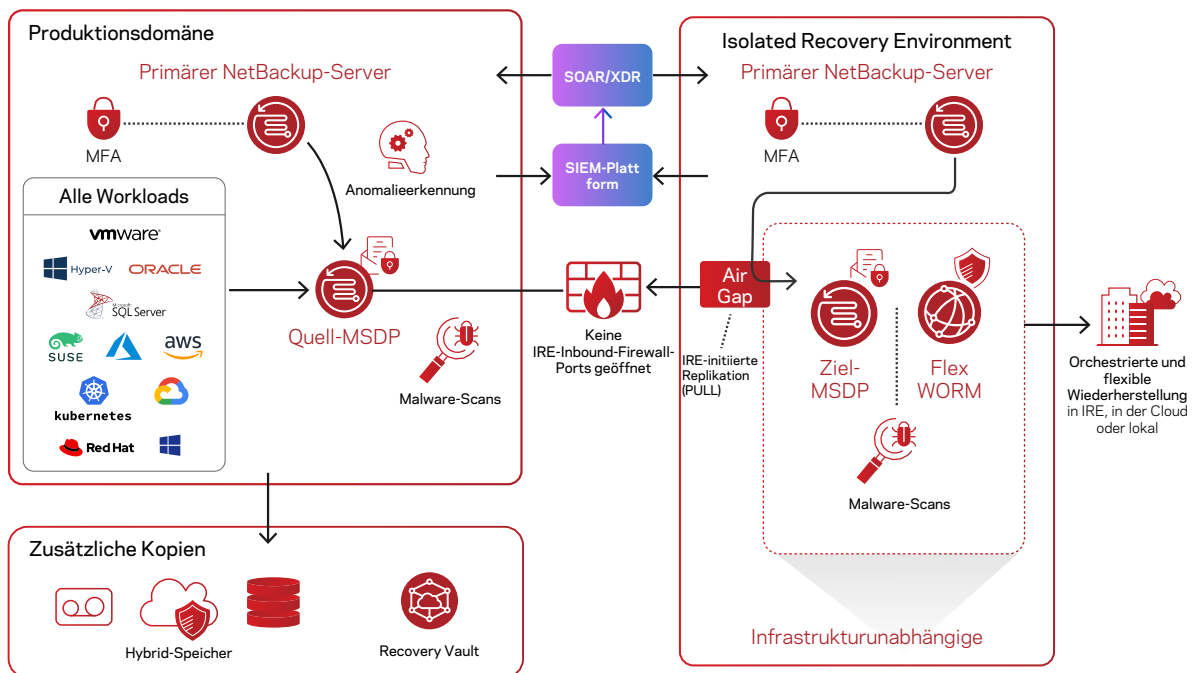 Produktionsdomäne
Primärer NetBackup-Server
MFA
Anomalieerkennung
Alle Workloads
vmware®
Hyper-V
ORACLE
Microsoft
SQL Server
SUSE
aws
kubernetes
Red Hat
Quell-MSDP
Malware-Scans
SOAR/XDR
SIEM-Platt
form
Keine
IRE-Inbound-Firewall-
Ports geöffnet
Air
Gap
IRE-initiierte
Replikation
(PULL)
Isolated Recovery Environment
Primärer NetBackup-Server
MFA
Ziel-
MSDP
Flex
WORM
Malware-Scans
Infrastrukturunabhängige
Orchestrierte und
flexible
Wiederherstellung
in IRE, in der Cloud
oder lokal
Zusätzliche Kopien
Hybrid-Speicher
Recovery Vault